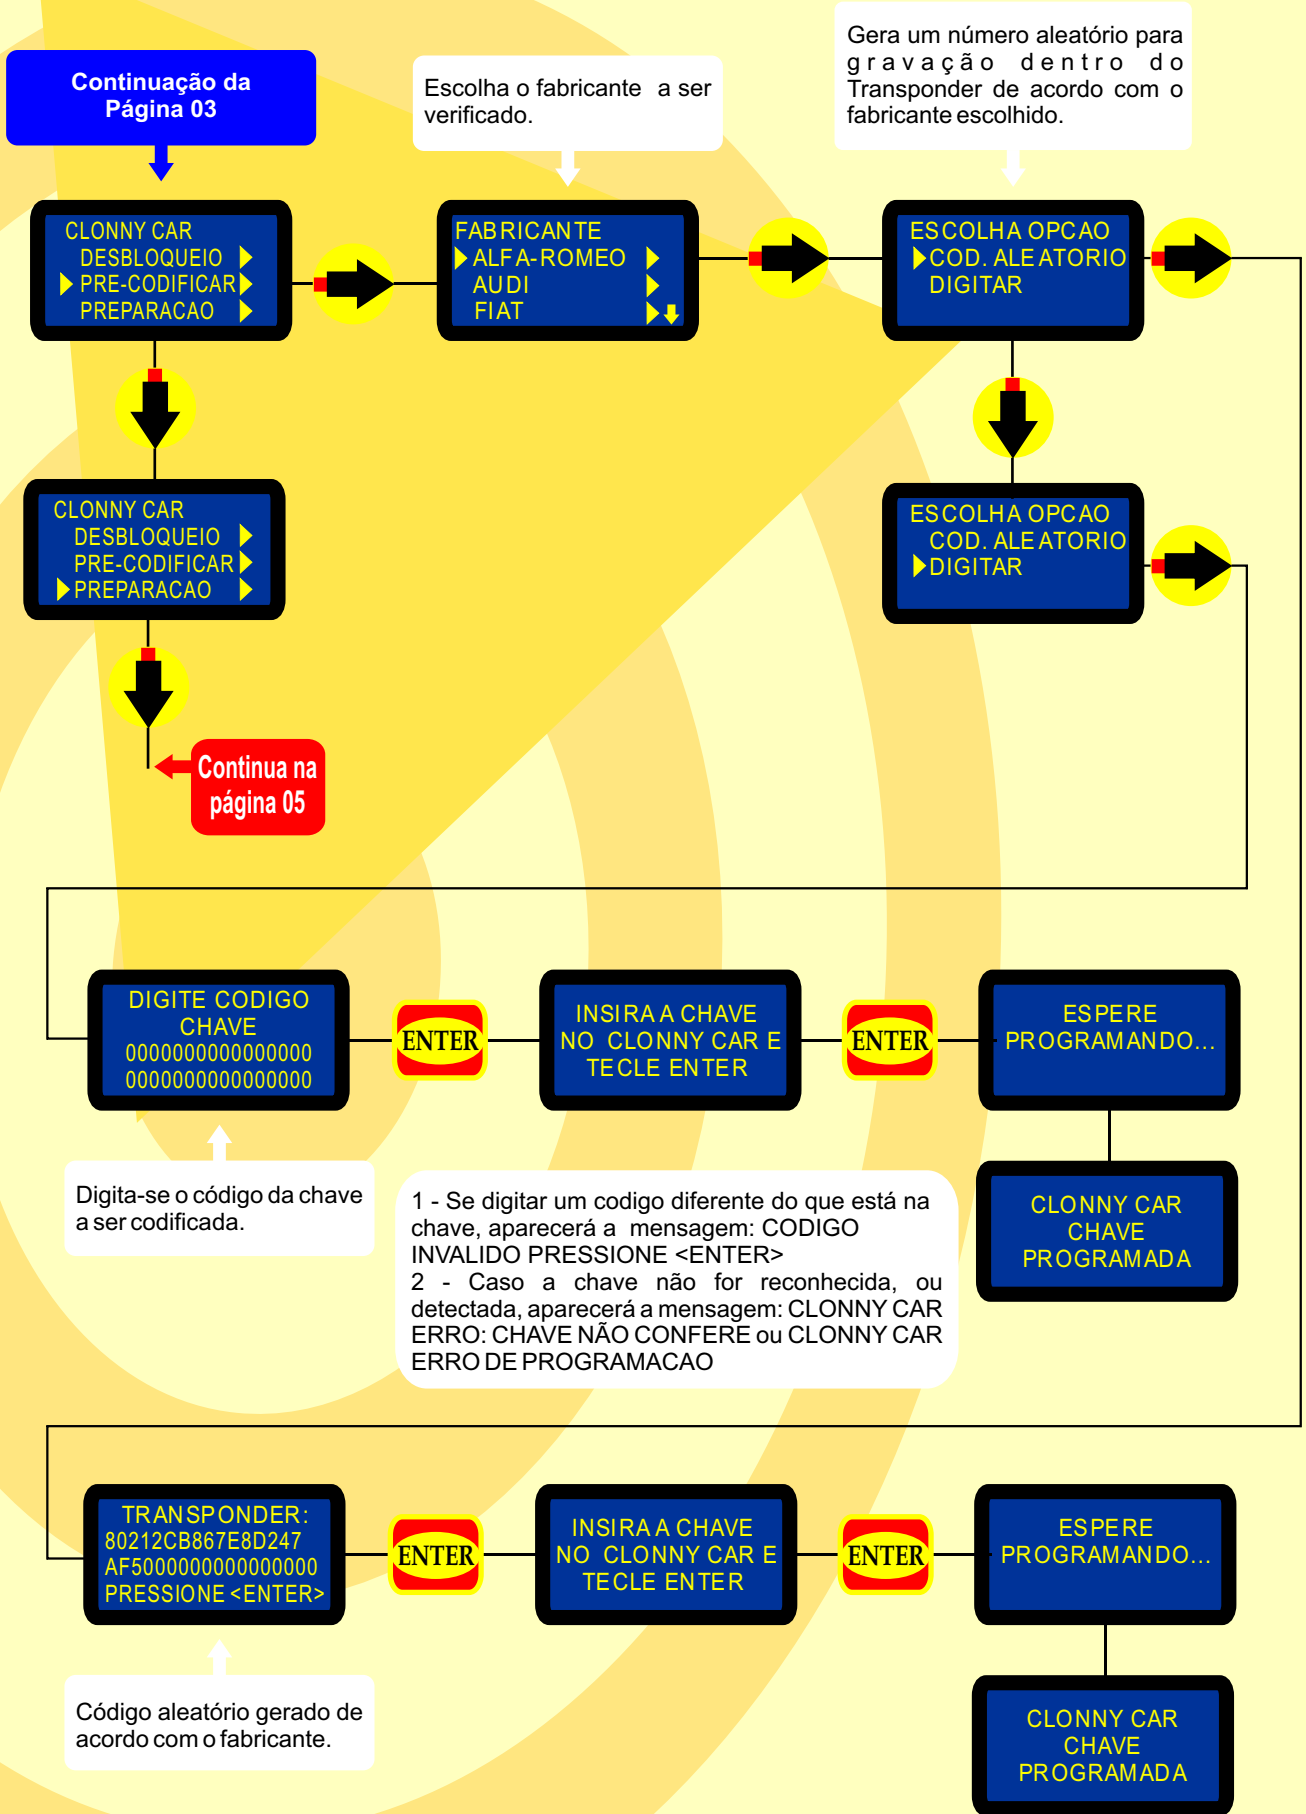 Continuação da
Página 03
Escolha o fabricante a ser
verificado.
Gera um número aleatório para
gravação dentro do
Transponder de acordo com o
fabricante escolhido.
CLONNY CAR
DESBLOQUEIO
PRE-CODIFICAR
PREPARACAO
FABRICANTE
ALFA-ROMEO
AUDI
FIAT
ESCOLHA OPCAO
COD. ALEATORIO
DIGITAR
CLONNY CAR
DESBLOQUEIO
PRE-CODIFICAR
PREPARACAO
ESCOLHA OPCAO
COD. ALEATORIO
DIGITAR
Continua na
página 05
DIGITE CODIGO
CHAVE
0000000000000000
0000000000000000
ENTER
INSIRA A CHAVE
NO CLONNY CAR E
TECLE ENTER
ENTER
ESPERE
PROGRAMANDO...
Digita-se o código da chave
a ser codificada.
1 - Se digitar um codigo diferente do que está na
chave, aparecerá a mensagem: CODIGO
INVALIDO PRESSIONE <ENTER>
2 - Caso a chave não for reconhecida, ou
detectada, aparecerá a mensagem: CLONNY CAR
ERRO: CHAVE NÃO CONFERE ou CLONNY CAR
ERRO DE PROGRAMACAO
CLONNY CAR
CHAVE
PROGRAMADA
TRANSPONDER:
80212CB867E8D247
AF50000000000000
PRESSIONE <ENTER>
ENTER
INSIRA A CHAVE
NO CLONNY CAR E
TECLE ENTER
ENTER
ESPERE
PROGRAMANDO...
Código aleatório gerado de
acordo com o fabricante.
CLONNY CAR
CHAVE
PROGRAMADA